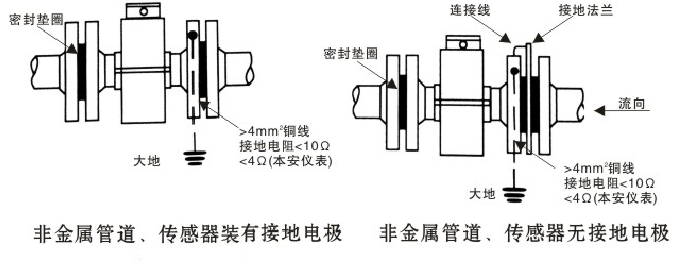 密封垫圈
>4mm²铜线
接地电阻<10Ω
<4Ω(本安仪表)
大地
非金属管道、传感器装有接地电极
连接线
接地法兰
密封垫圈
流向
>4mm²铜线
接地电阻<10Ω
<4Ω(本安仪表)
大地
非金属管道、传感器无接地电极